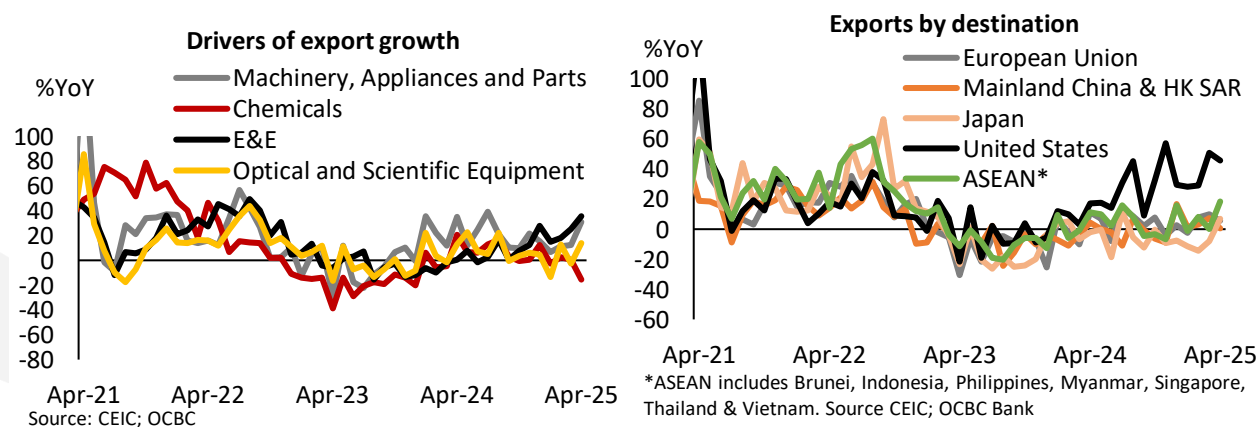 Drivers of export growth
%YoY
Machinery, Appliances and Parts
Chemicals
E&E
Optical and Scientific Equipment
100
80
60
40
20
0
-20
-40
-60
-80
Apr-21 Apr-22 Apr-23 Apr-24 Apr-25
Source: CEIC; OCBC
Exports by destination
%YoY
European Union
Mainland China & HK SAR
Japan
United States
ASEAN*
100
80
60
40
20
0
-20
-40
-60
Apr-21 Apr-22 Apr-23 Apr-24 Apr-25
*ASEAN includes Brunei, Indonesia, Philippines, Myanmar, Singapore,
Thailand & Vietnam. Source CEIC; OCBC Bank